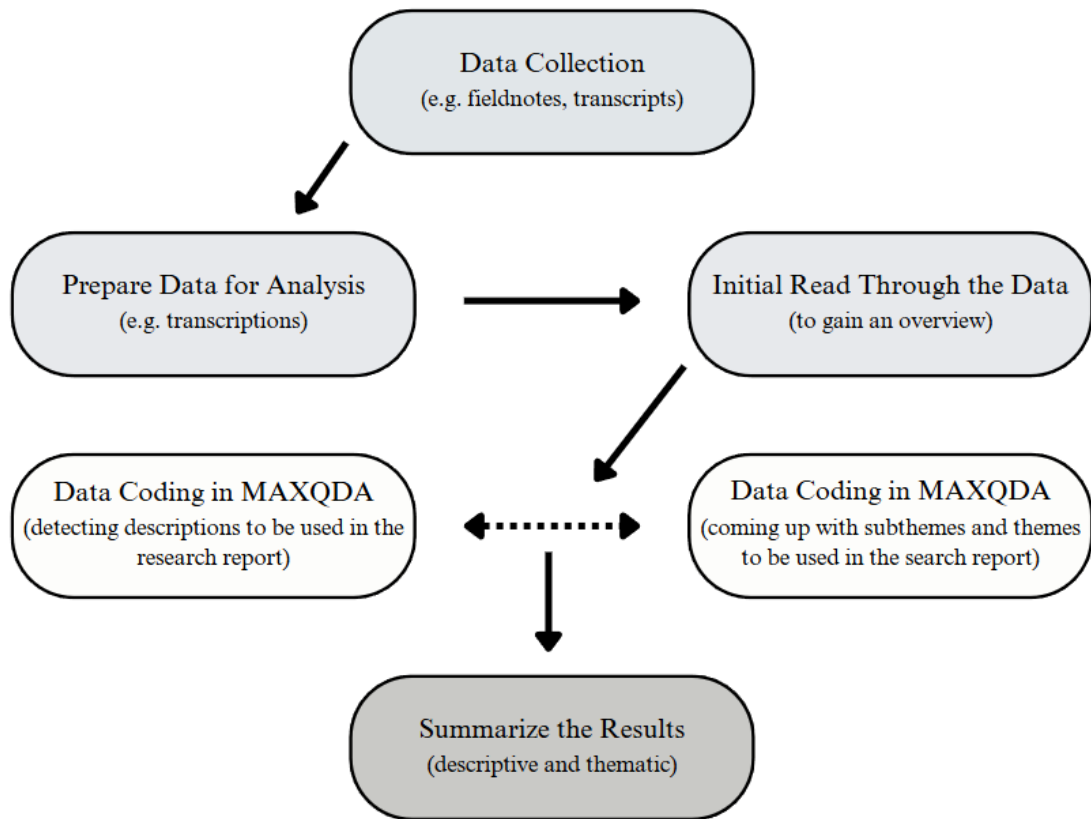 Data Collection
(e.g. fieldnotes, transcripts)
Prepare Data for Analysis
(e.g. transcriptions)
Initial Read Through the Data
(to gain an overview)
Data Coding in MAXQDA
(detecting descriptions to be used in the
research report)
Data Coding in MAXQDA
(coming up with subthemes and themes
to be used in the search report)
Summarize the Results
(descriptive and thematic)